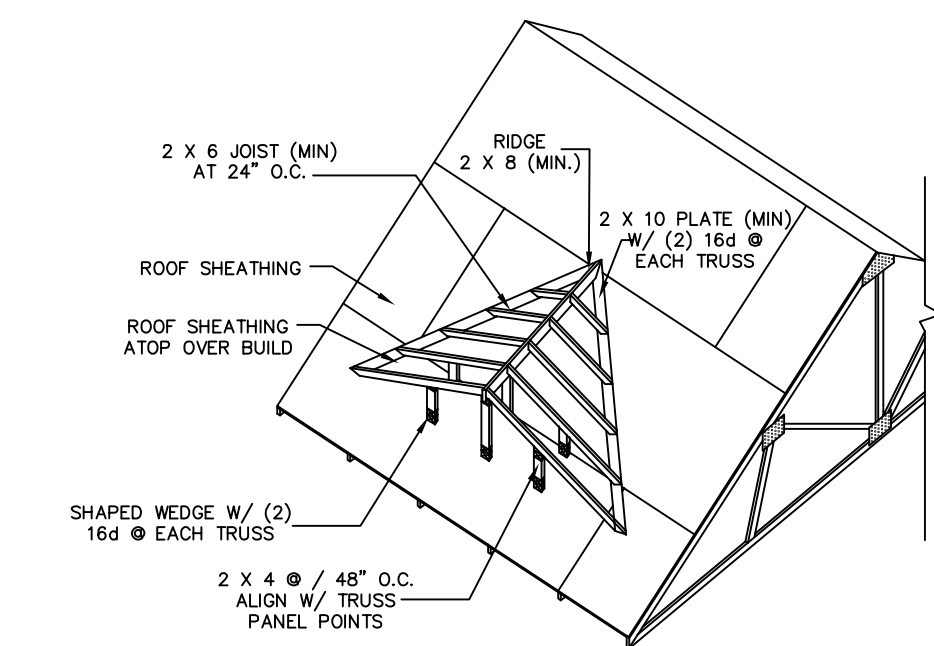 RIDGE
2 X 8 (MIN.)
2 X 6 JOIST (MIN)
AT 24" O.C.
2 X 10 PLATE (MIN)
W/ (2) 16d @
EACH TRUSS
ROOF SHEATHING
ROOF SHEATHING
ATOP OVER BUILD
SHAPED WEDGE W/ (2)
16d @ EACH TRUSS
2 X 4 @ / 48" O.C.
ALIGN W/ TRUSS
PANEL POINTS